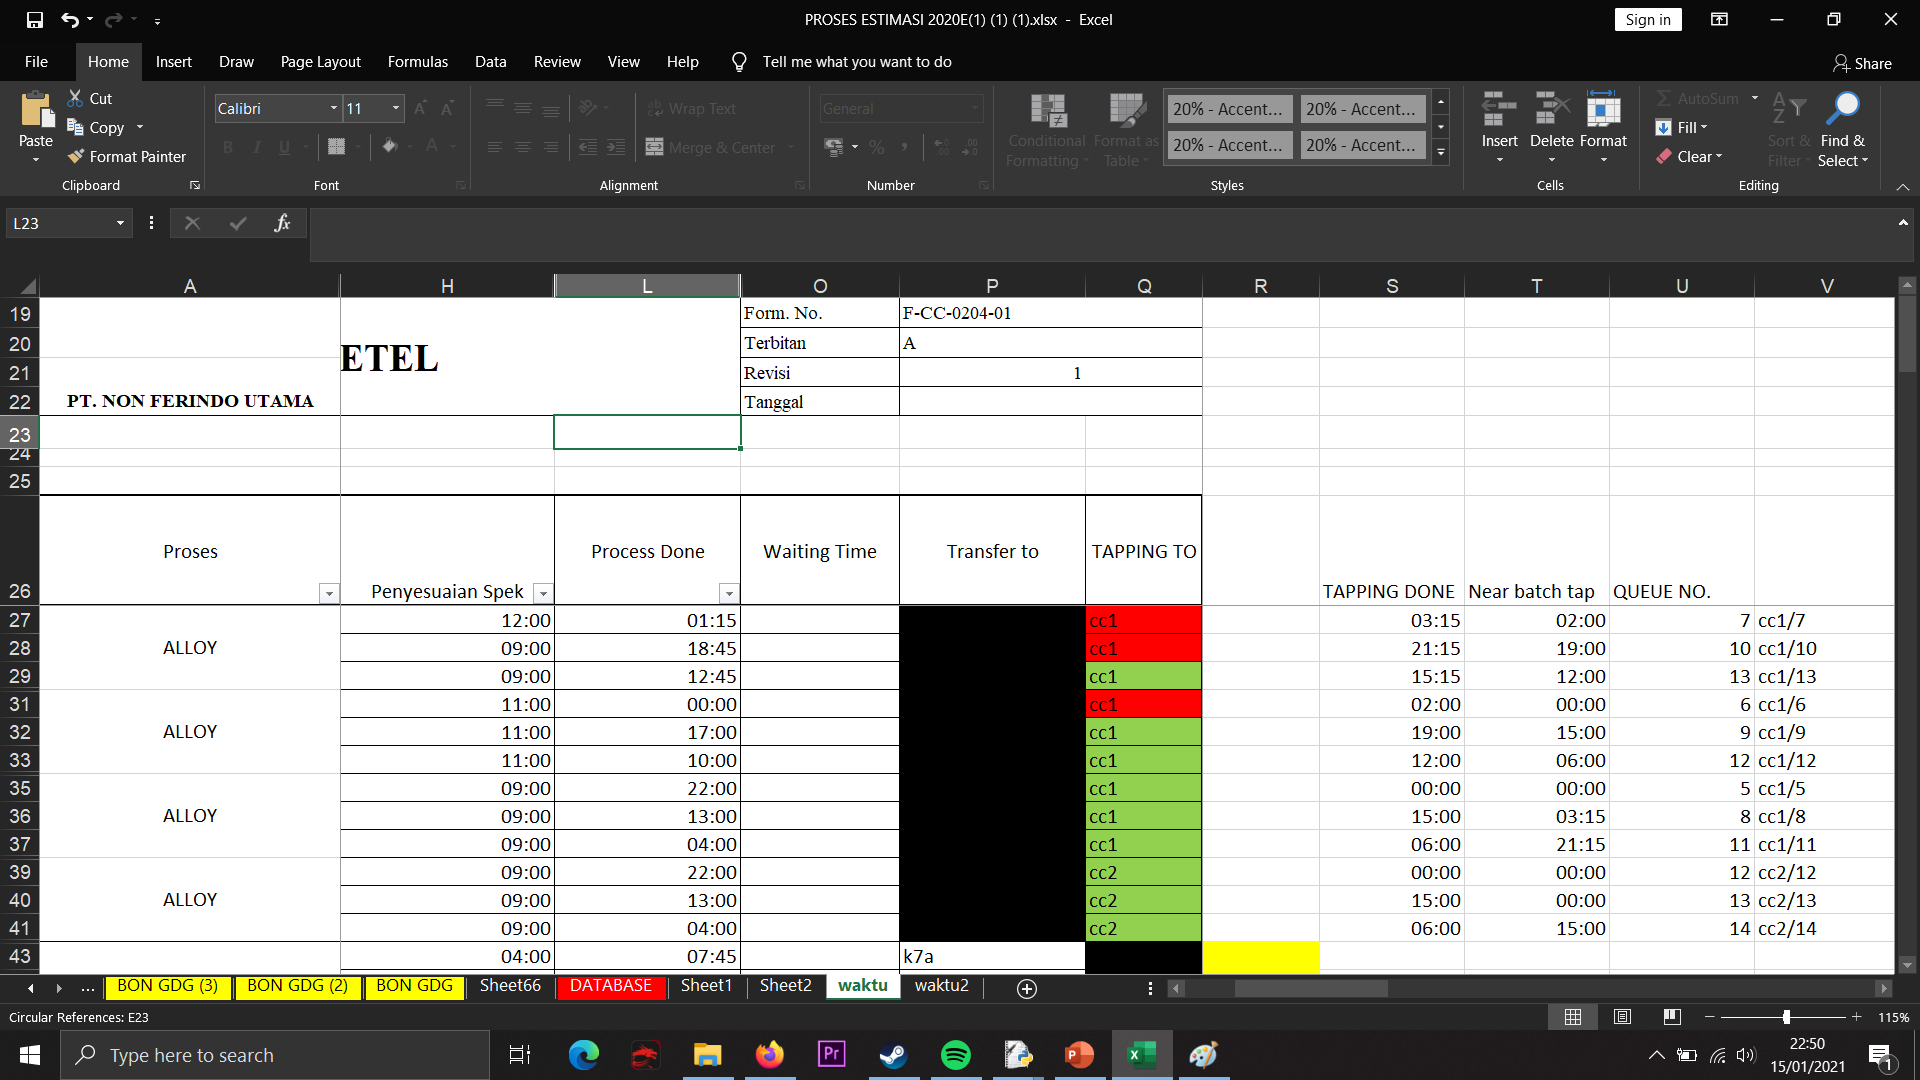 PROSES ESTIMASI 2020E(1) (1) (1).xlsx - Excel
Sign in
File Home Insert Draw Page Layout Formulas Data Review View Help Tell me what you want to do
Share
Paste
Cut
Copy
Format Painter
Clipboard
Calibri 11
B I U
Font
Wrap Text
Merge & Center
Alignment
General
Number
Conditional Formatting
Format as Table
20% - Accent... 20% - Accent...
20% - Accent... 20% - Accent...
Styles
Insert Delete Format
Cells
AutoSum
Fill
Clear
Sort & Filter
Find & Select
Editing
L23
fx
A H L O P Q R S T U V
19 Form. No. F-CC-0204-01
20 Terbitan A
ETEL
21 Revisi 1
22 PT. NON FERINDO UTAMA Tanggal
23
24
25
26 Proses Penyesuaian Spek Process Done Waiting Time Transfer to TAPPING TO TAPPING DONE Near batch tap QUEUE NO.
27 12:00 01:15 cc1 03:15 02:00 7 cc1/7
28 ALLOY 09:00 18:45 cc1 21:15 19:00 10 cc1/10
29 09:00 12:45 cc1 15:15 12:00 13 cc1/13
31 11:00 00:00 cc1 02:00 00:00 6 cc1/6
32 ALLOY 11:00 17:00 cc1 19:00 15:00 9 cc1/9
33 11:00 10:00 cc1 12:00 06:00 12 cc1/12
35 09:00 22:00 cc1 00:00 00:00 5 cc1/5
36 ALLOY 09:00 13:00 cc1 15:00 03:15 8 cc1/8
37 09:00 04:00 cc1 06:00 21:15 11 cc1/11
39 09:00 22:00 cc2 00:00 00:00 12 cc2/12
40 ALLOY 09:00 13:00 cc2 15:00 00:00 13 cc2/13
41 09:00 04:00 cc2 06:00 15:00 14 cc2/14
43 04:00 07:45 k7a
... BON GDG (3) BON GDG (2) BON GDG Sheet66 DATABASE Sheet1 Sheet2 waktu waktu2
Circular References: E23
115%
Type here to search
22:50
15/01/2021
1